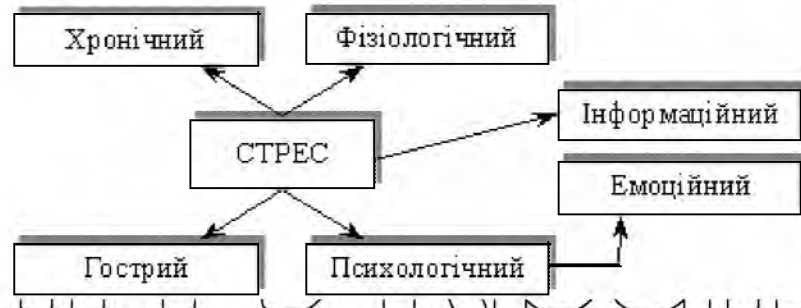 Хронічний
Фізіологічний
Інформаційний
СТРЕС
Емоційний
Гострий
Психологічний